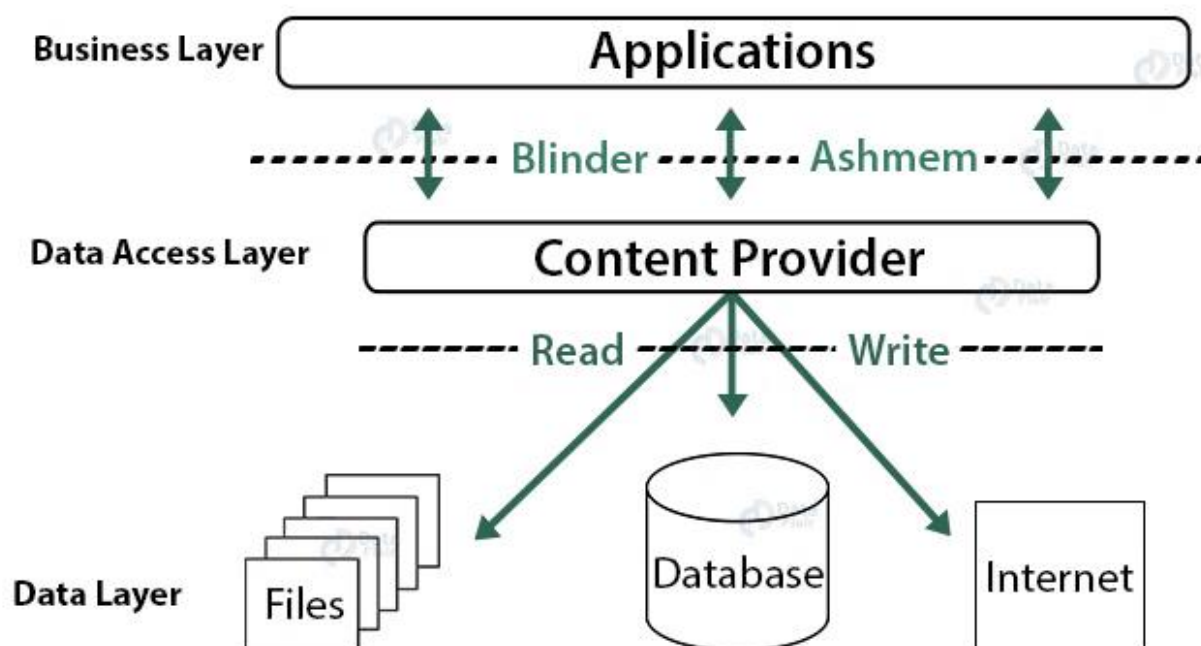 Business Layer Applications
Blinder Ashmem
Data Access Layer Content Provider
Read Write
Data Layer Files Database Internet